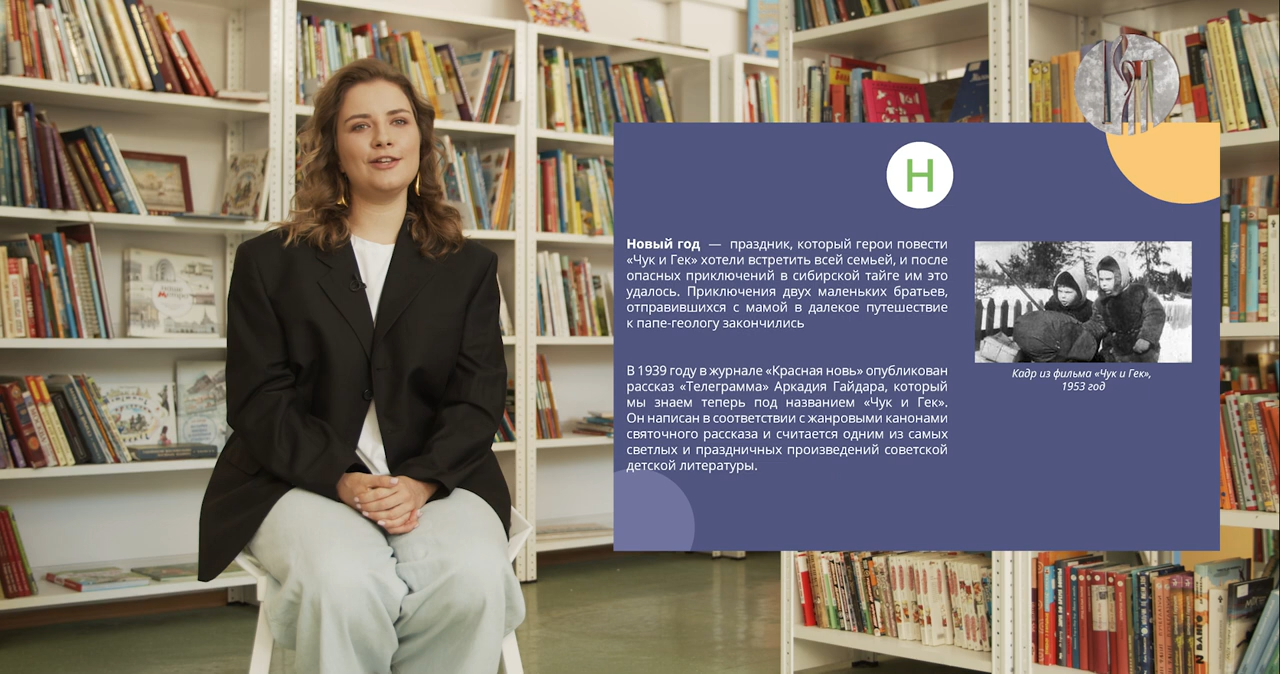 Н
Новый год — праздник, который герои повести
«Чук и Гек» хотели встретить всей семьей, и после
опасных приключений в сибирской тайге им это
удалось. Приключения двух маленьких братьев,
отправившихся с мамой в далекое путешествие
к папе-геологу закончились
В 1939 году в журнале «Красная новь» опубликован
рассказ «Телеграмма» Аркадия Гайдара, который
мы знаем теперь под названием «Чук и Гек».
Он написан в соответствии с жанровыми канонами
святочного рассказа и считается одним из самых
светлых и праздничных произведений советской
детской литературы.
Кадр из фильма «Чук и Гек»,
1953 год